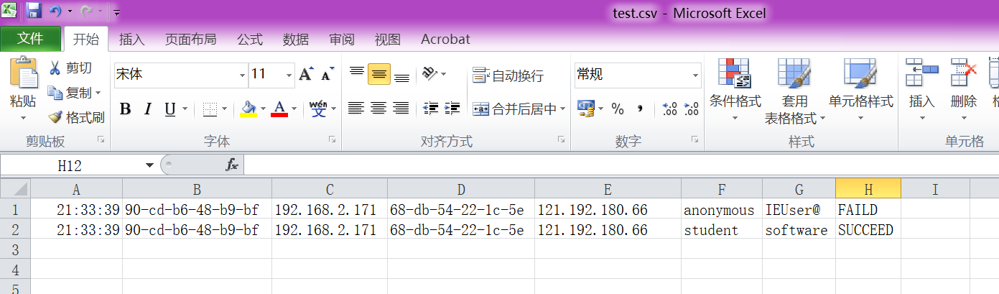 test.csv - Microsoft Excel
文件 开始 插入 页面布局 公式 数据 审阅 视图 Acrobat
剪切 宋体 11 A A 自动换行 常规
粘贴 复制 条件格式 套用 表格格式 单元格样式 插入 删除
格式刷 B I U A wén 文 合并后居中 % , .0 .00 .00 .0
剪贴板 字体 对齐方式 数字 样式 单元格
H12 fx
A B C D E F G H I
1 21:33:39 90-cd-b6-48-b9-bf 192.168.2.171 68-db-54-22-1c-5e 121.192.180.66 anonymous IEUser@ FAILD
2 21:33:39 90-cd-b6-48-b9-bf 192.168.2.171 68-db-54-22-1c-5e 121.192.180.66 student software SUCCEED
3
4
5